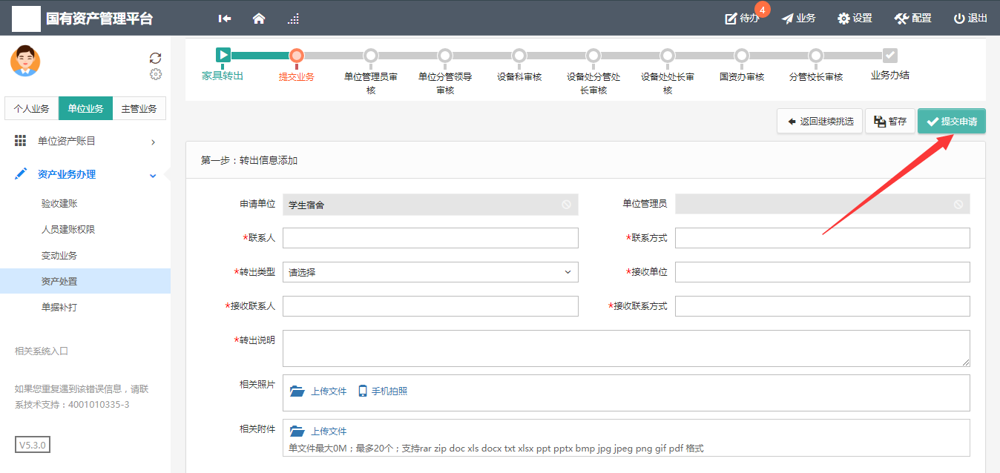 国有资产管理平台
待办
4
业务
设置
配置
退出
家具转出
提交业务
单位管理员审
核
单位分管领导
审核
设备科审核
设备处分管处
长审核
设备处处长审
核
国资办审核
分管校长审核
业务办结
个人业务
单位业务
主管业务
单位资产账目
资产业务办理
验收建账
人员建账权限
变动业务
资产处置
单据补打
相关系统入口
如果您重复遇到该错误信息，请联
系技术支持：4001010335-3
V5.3.0
返回继续挑选
暂存
提交申请
第一步：转出信息添加
申请单位
学生宿舍
单位管理员
*联系人
*联系方式
*转出类型
请选择
*接收单位
*接收联系人
*接收联系方式
*转出说明
相关照片
上传文件
手机拍照
相关附件
上传文件
单文件最大0M；最多20个；支持rar zip doc xls docx txt xlsx ppt pptx bmp jpg jpeg png gif pdf 格式